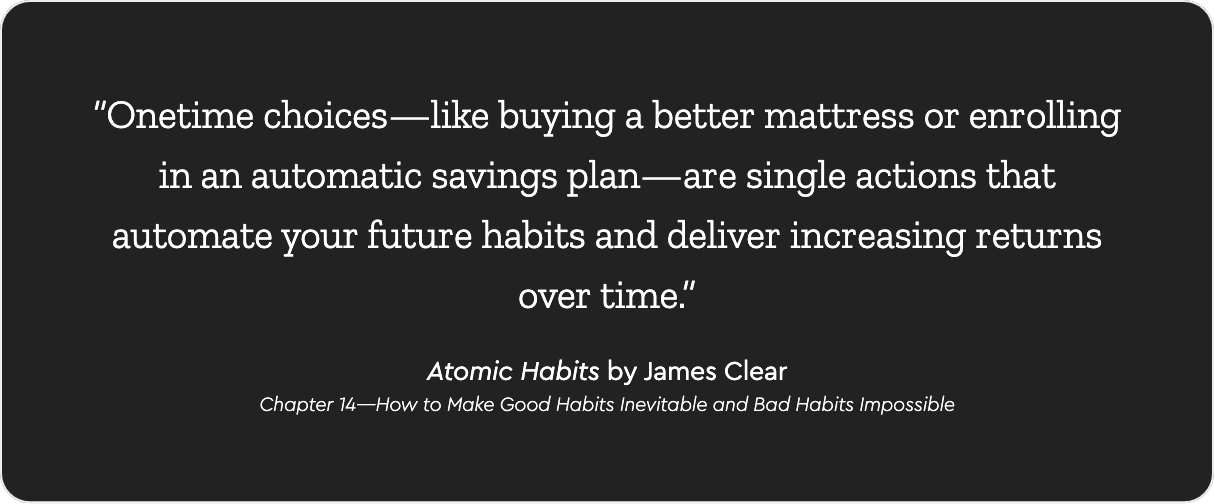 "Onetime choices—like buying a better mattress or enrolling
in an automatic savings plan—are single actions that
automate your future habits and deliver increasing returns
over time."
Atomic Habits by James Clear
Chapter 14—How to Make Good Habits Inevitable and Bad Habits Impossible